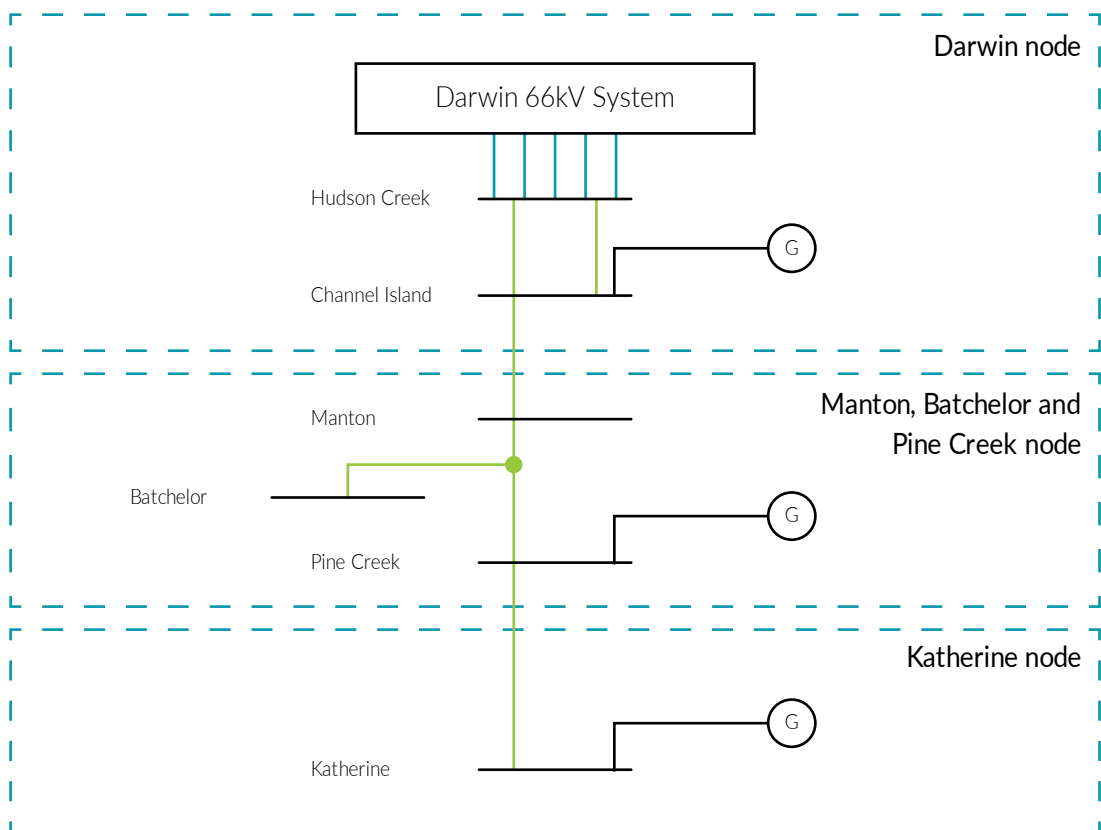 Darwin node
Darwin 66kV System
Hudson Creek
G
Channel Island
Manton, Batchelor and
Pine Creek node
Manton
Batchelor
G
Pine Creek
Katherine node
G
Katherine